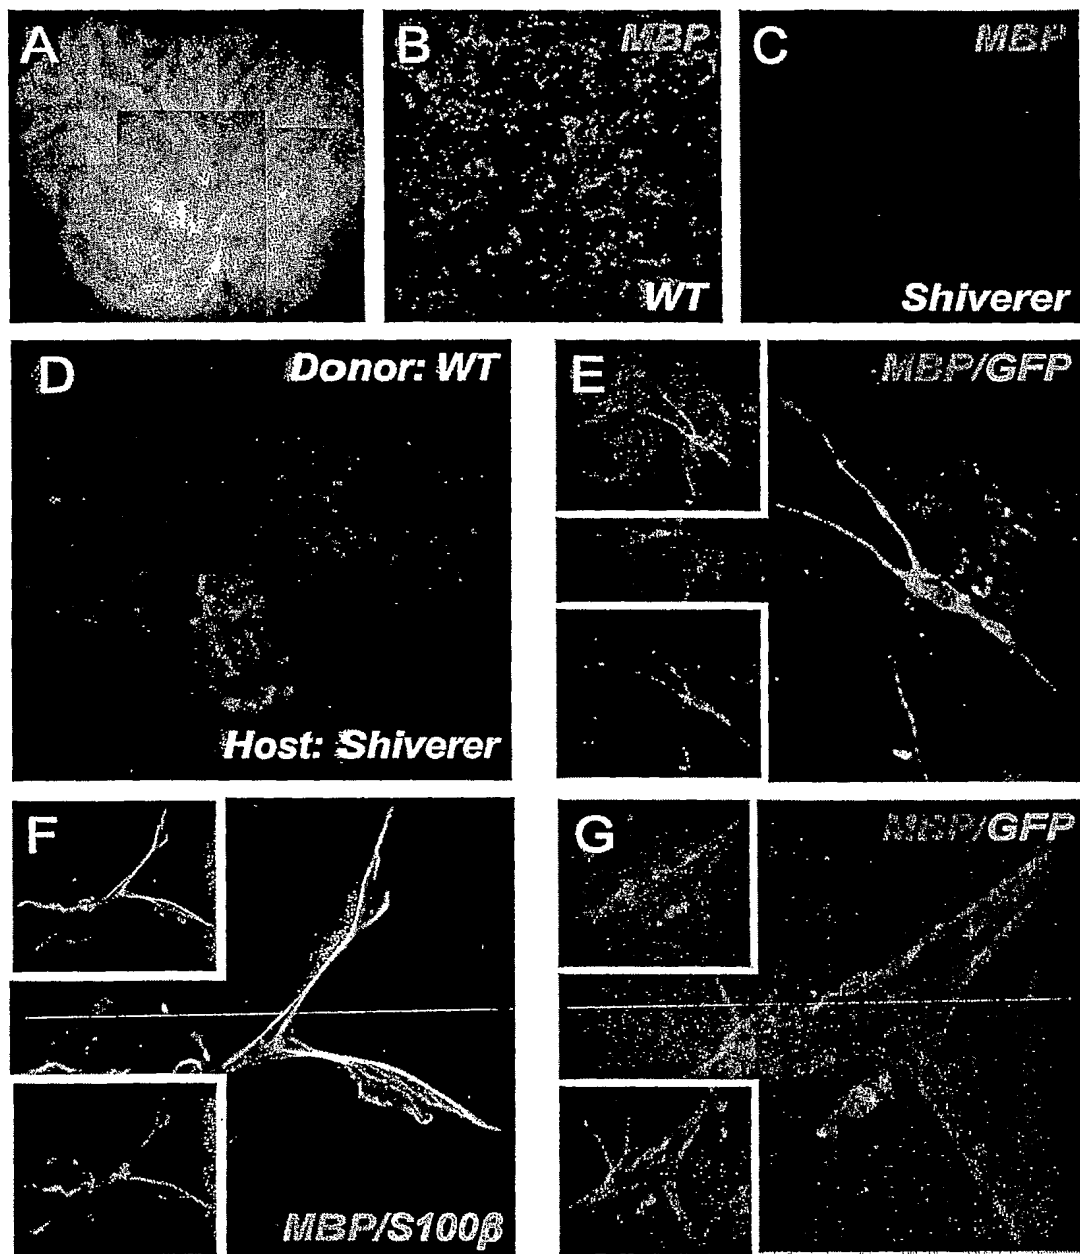 A
B
MBP
WT
C
MBP
Shiverer
D
Donor: WT
Host: Shiverer
E
MBP/GFP
F
MBP/S100β
G
MBP/GFP